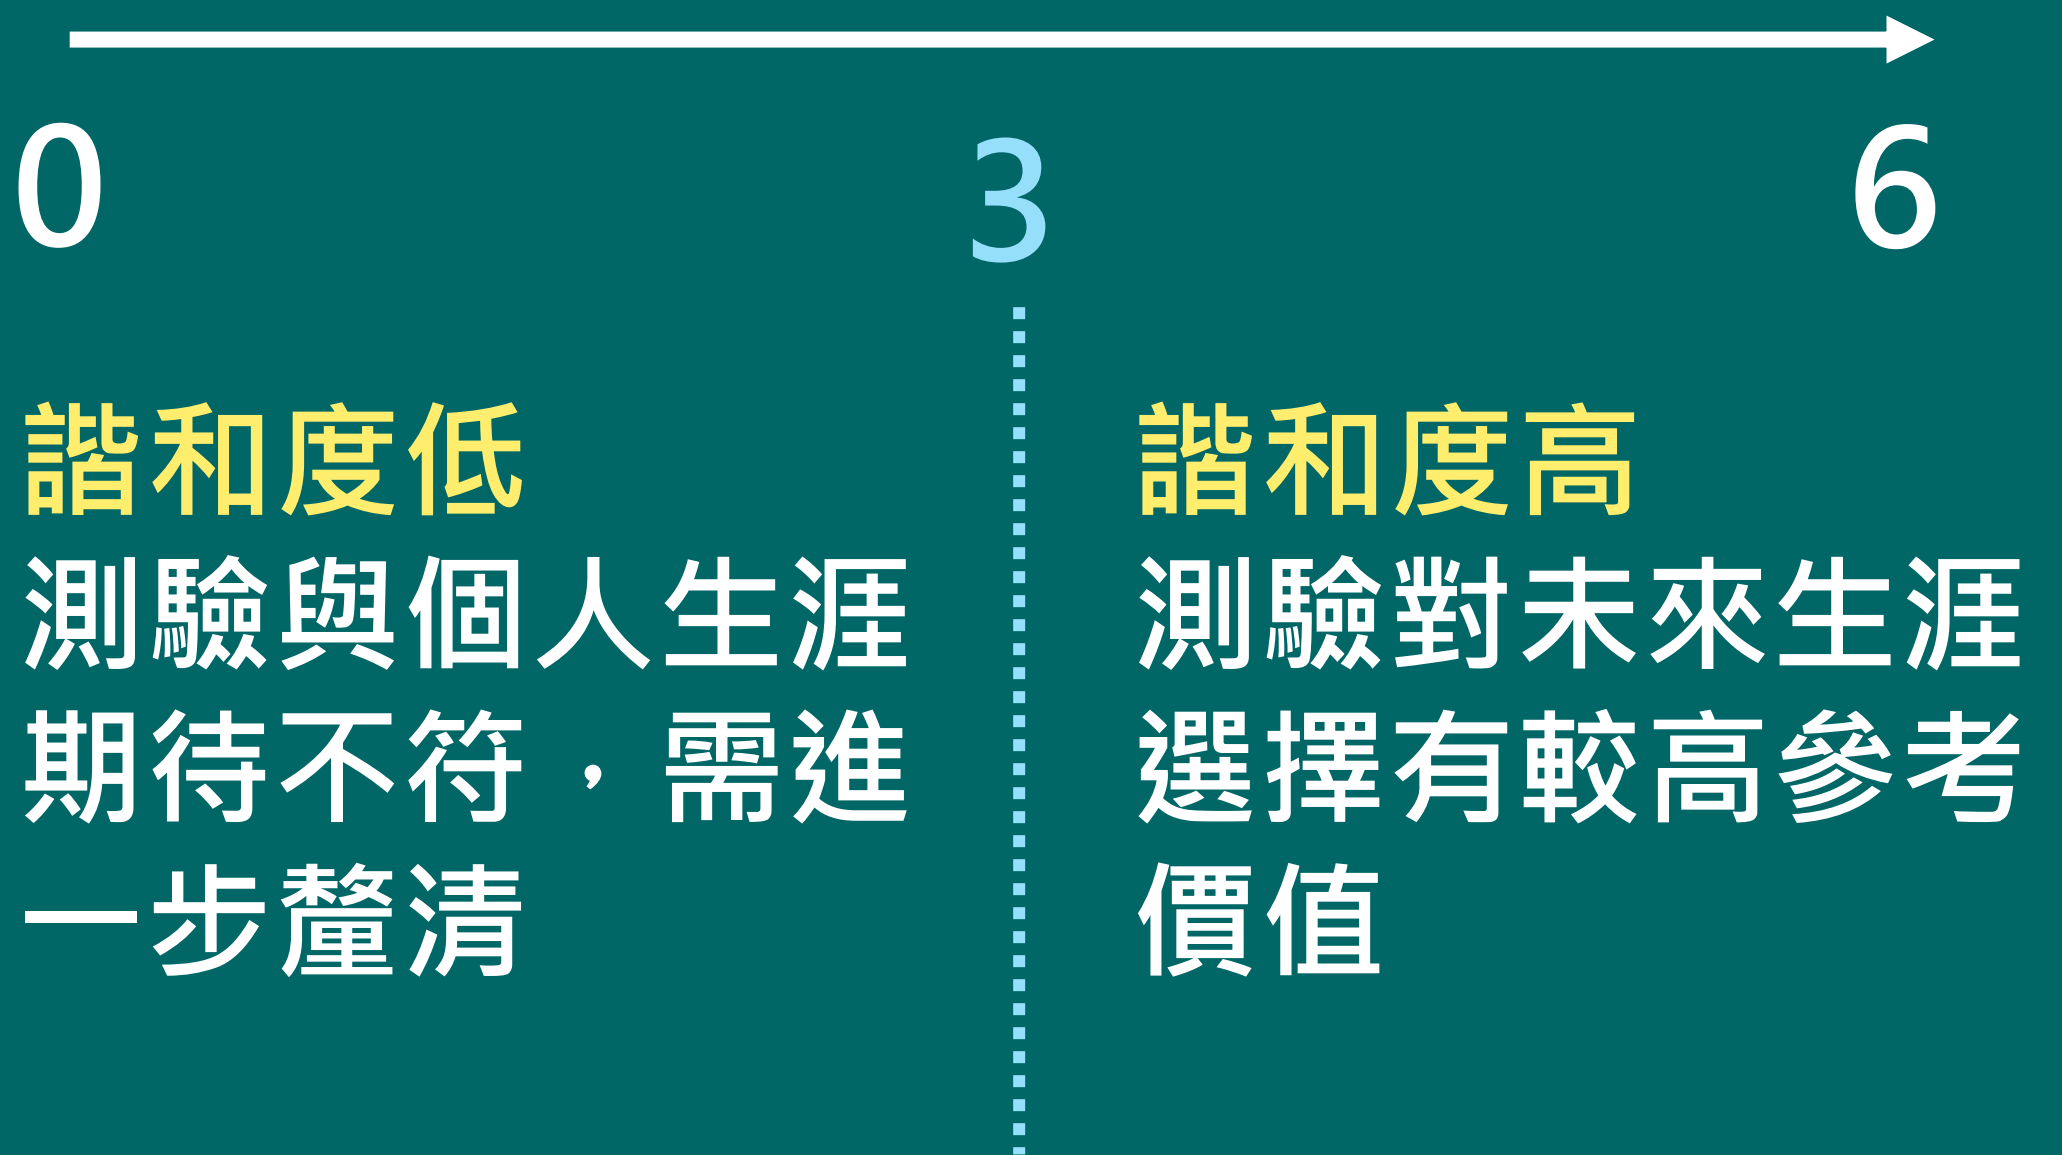 0
3
6
諧和度低
測驗與個人生涯
期待不符，需進
一步釐清
諧和度高
測驗對未來生涯
選擇有較高參考
價值